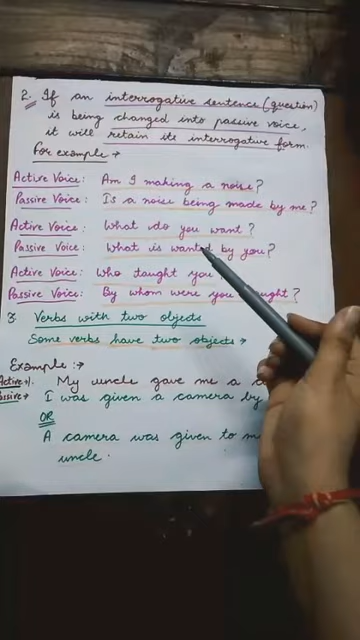 2. If an interrogative sentence (question)
is being changed into passive voice,
it will retain its interrogative form.
For example →
Active Voice: Am I making a noise?
Passive Voice: Is a noise being made by me?
Active Voice: What do you want?
Passive Voice: What is wanted by you?
Active Voice: Who taught you
Passive Voice: By whom were you taught?
3. Verbs with two objects
Some verbs have two objects →
Example :→
Active →1. My uncle gave me a
Passive → I was given a camera by
OR
A camera was given to
uncle.